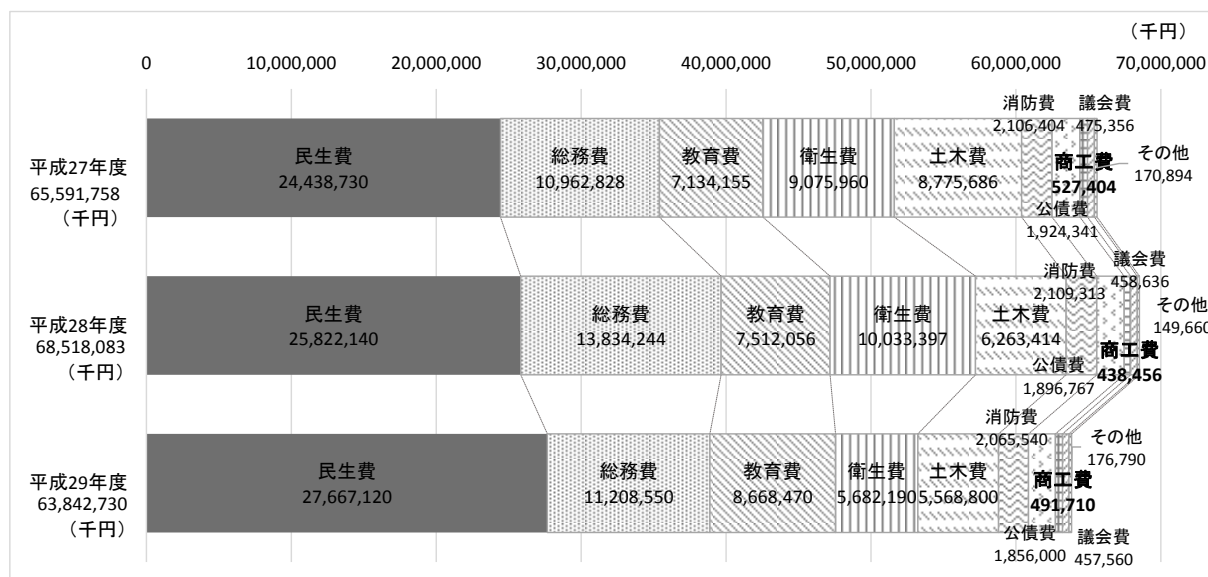 （千円）
0 10,000,000 20,000,000 30,000,000 40,000,000 50,000,000 60,000,000 70,000,000
消防費 議会費
2,106,404 475,356
平成27年度
65,591,758
（千円）
民生費 総務費 教育費 衛生費 土木費 商工費 その他
24,438,730 10,962,828 7,134,155 9,075,960 8,775,686 527,404 170,894
公債費
1,924,341
消防費 議会費
2,109,313 458,636
平成28年度
68,518,083
（千円）
民生費 総務費 教育費 衛生費 土木費 その他
25,822,140 13,834,244 7,512,056 10,033,397 6,263,414 149,660
公債費 商工費
1,896,767 438,456
消防費
2,065,540
平成29年度
63,842,730
（千円）
民生費 総務費 教育費 衛生費 土木費 商工費 その他
27,667,120 11,208,550 8,668,470 5,682,190 5,568,800 491,710 176,790
公債費 議会費
1,856,000 457,560